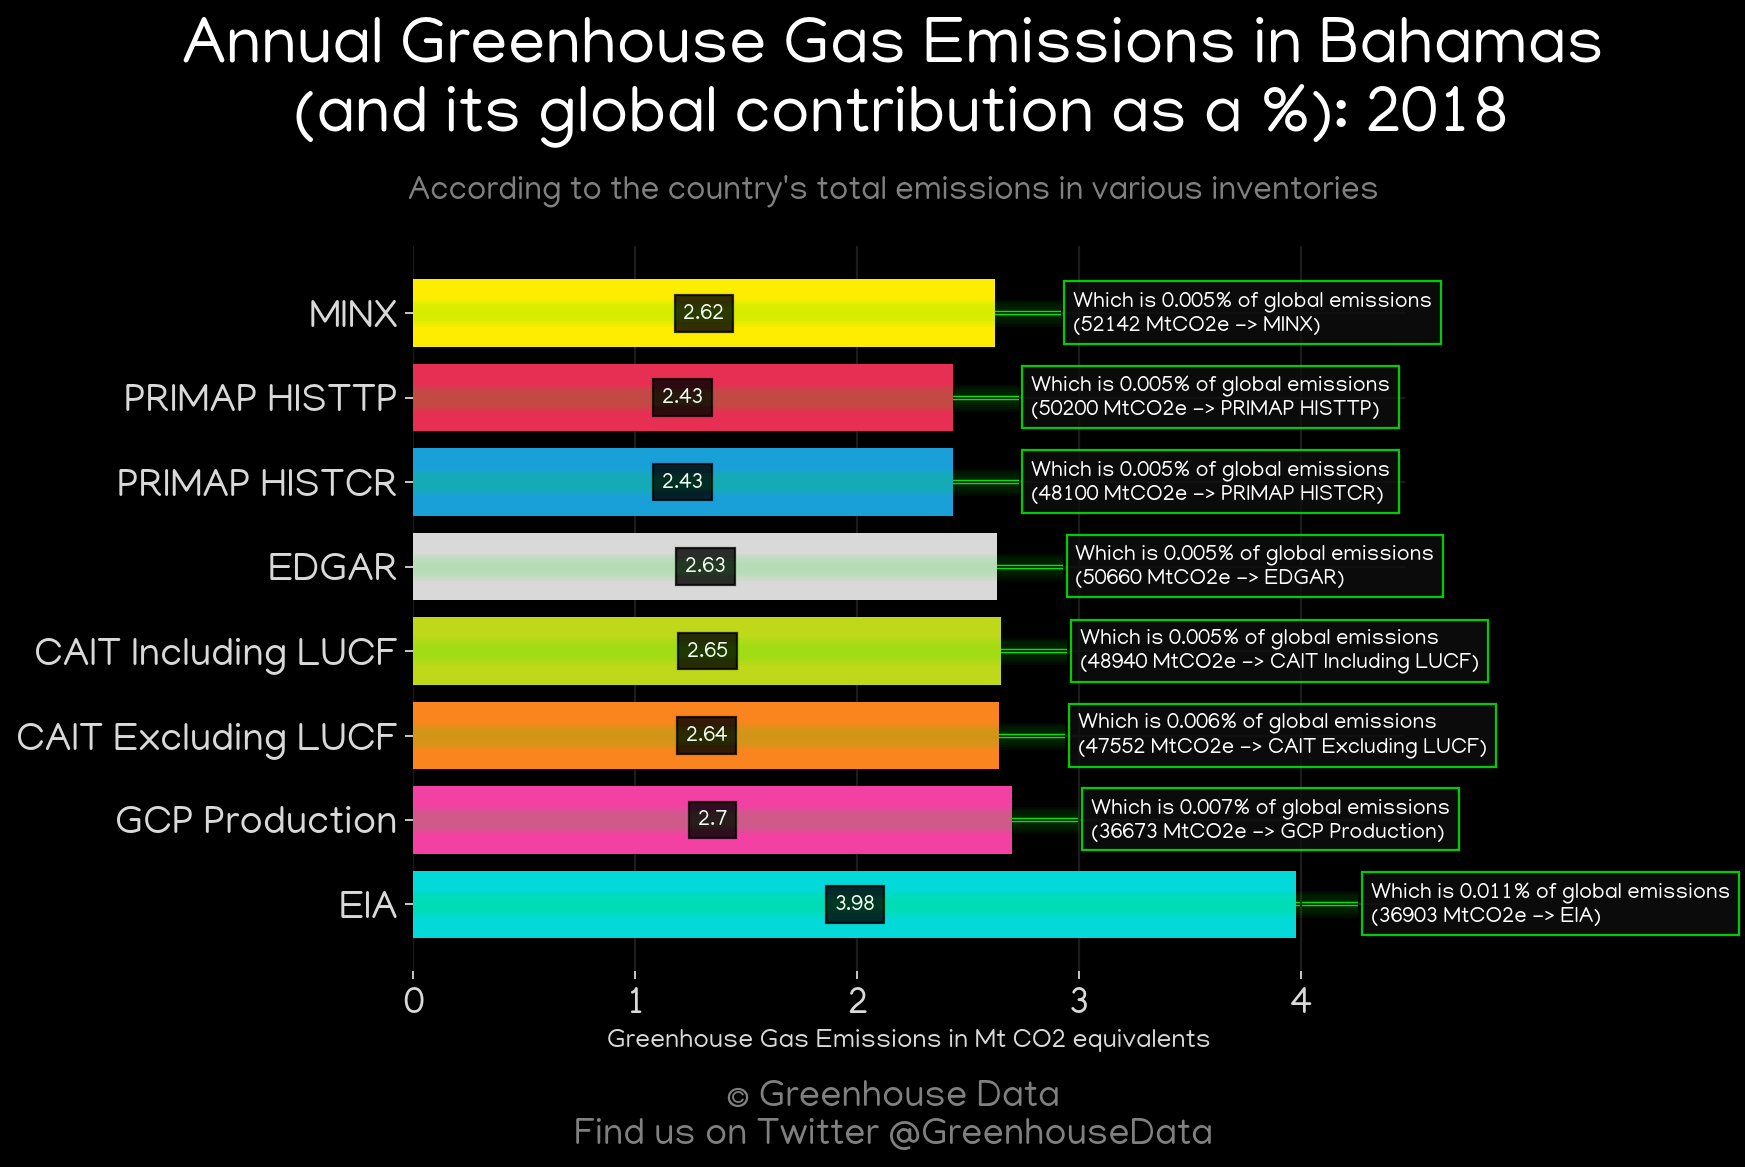 Annual Greenhouse Gas Emissions in Bahamas
(and its global contribution as a %): 2018
According to the country's total emissions in various inventories
MINX
2.62
Which is 0.005% of global emissions
(52142 MtCO2e -> MINX)
PRIMAP HISTTP
2.43
Which is 0.005% of global emissions
(50200 MtCO2e -> PRIMAP HISTTP)
PRIMAP HISTCR
2.43
Which is 0.005% of global emissions
(48100 MtCO2e -> PRIMAP HISTCR)
EDGAR
2.63
Which is 0.005% of global emissions
(50660 MtCO2e -> EDGAR)
CAIT Including LUCF
2.65
Which is 0.005% of global emissions
(48940 MtCO2e -> CAIT Including LUCF)
CAIT Excluding LUCF
2.64
Which is 0.006% of global emissions
(47552 MtCO2e -> CAIT Excluding LUCF)
GCP Production
2.7
Which is 0.007% of global emissions
(36673 MtCO2e -> GCP Production)
EIA
3.98
Which is 0.011% of global emissions
(36903 MtCO2e -> EIA)
0 1 2 3 4
Greenhouse Gas Emissions in Mt CO2 equivalents
© Greenhouse Data
Find us on Twitter @GreenhouseData